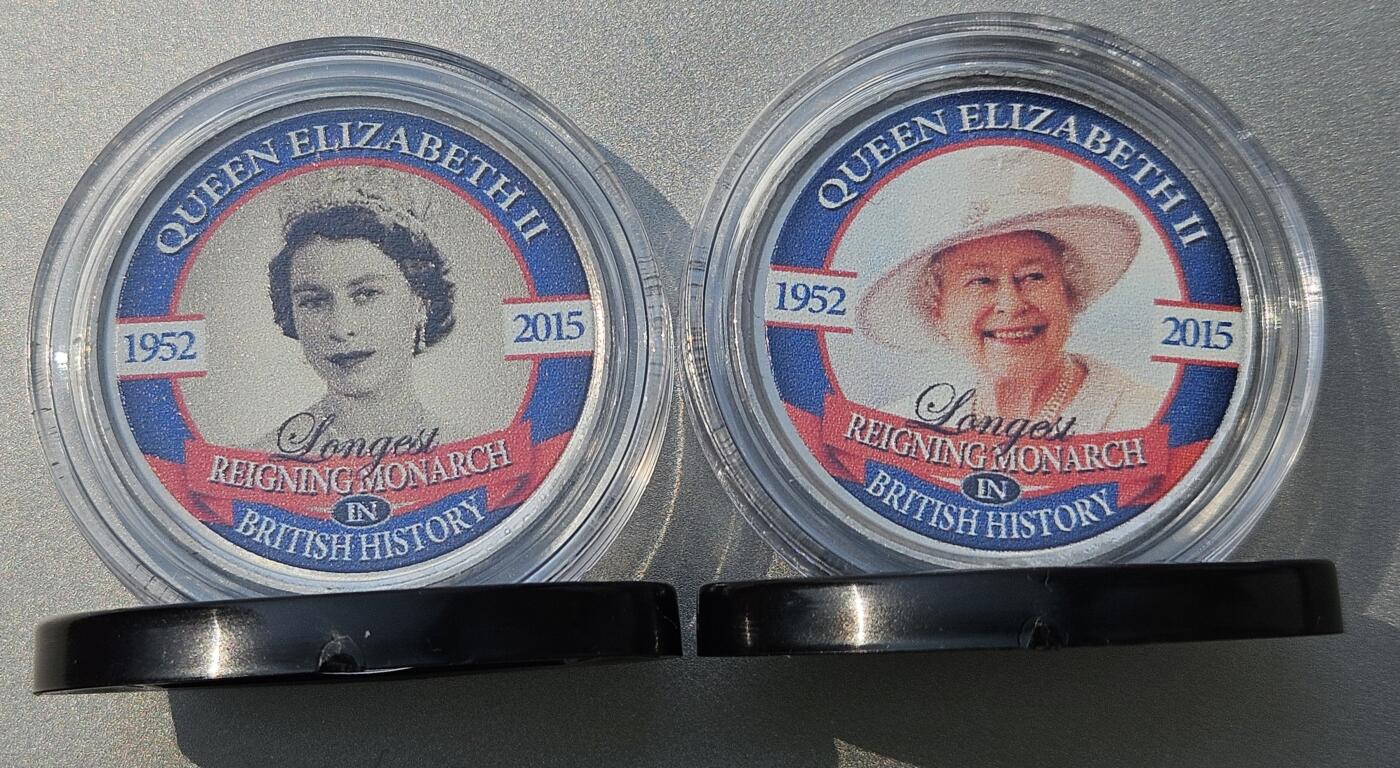 QUEEN ELIZABETH II
1952
2015
Longest
REIGNING MONARCH
IN
BRITISH HISTORY
QUEEN ELIZABETH II
1952
2015
Longest
REIGNING MONARCH
IN
BRITISH HISTORY